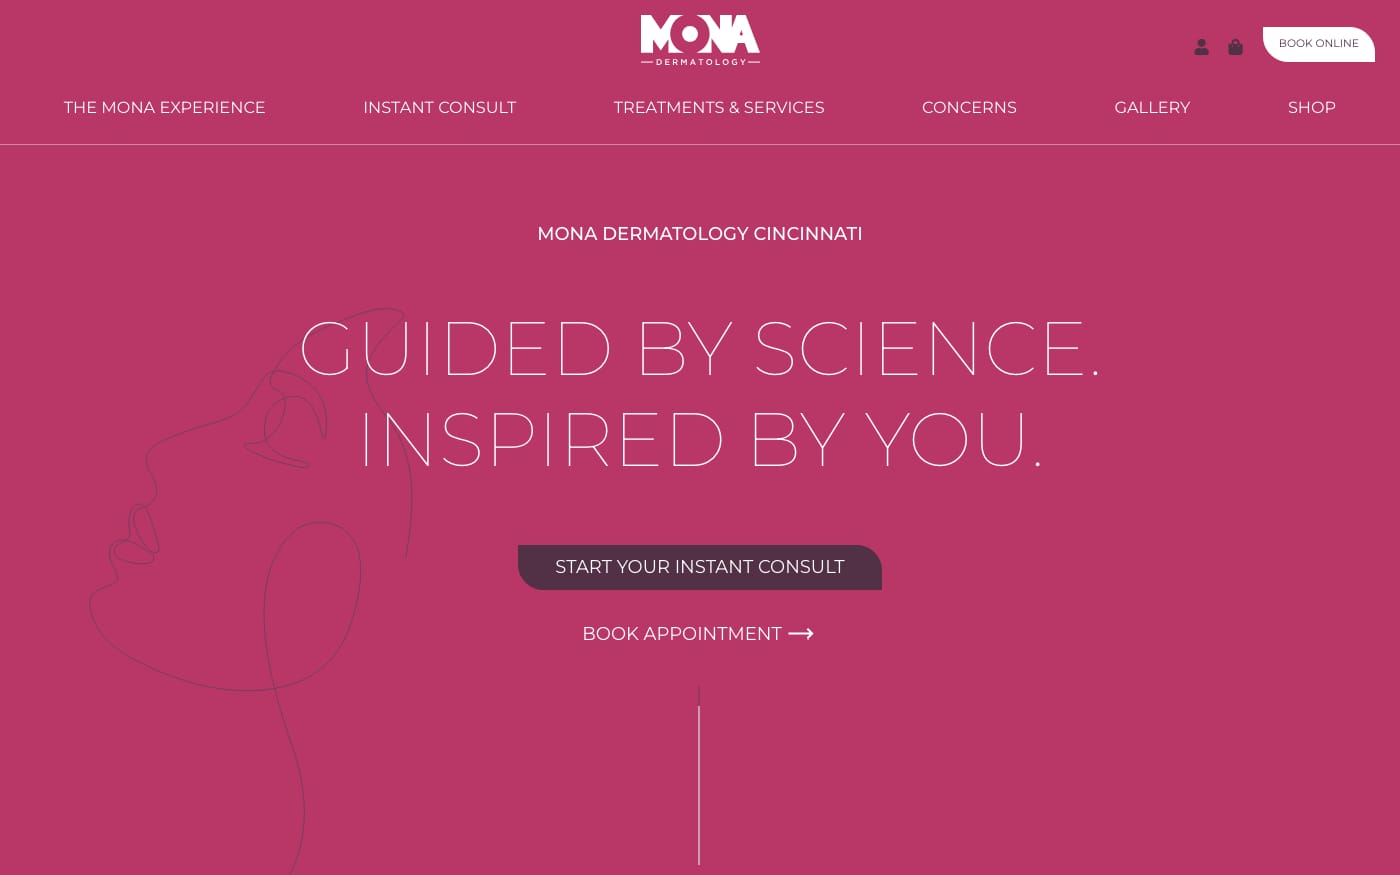 MONA
DERMATOLOGY
BOOK ONLINE
THE MONA EXPERIENCE
INSTANT CONSULT
TREATMENTS & SERVICES
CONCERNS
GALLERY
SHOP
MONA DERMATOLOGY CINCINNATI
GUIDED BY SCIENCE.
INSPIRED BY YOU.
START YOUR INSTANT CONSULT
BOOK APPOINTMENT